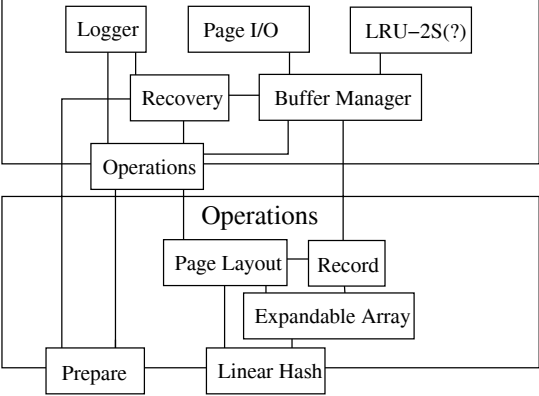 Logger
Page I/O
LRU−2S(?)
Recovery
Buffer Manager
Operations
Operations
Page Layout
Record
Expandable Array
Prepare
Linear Hash